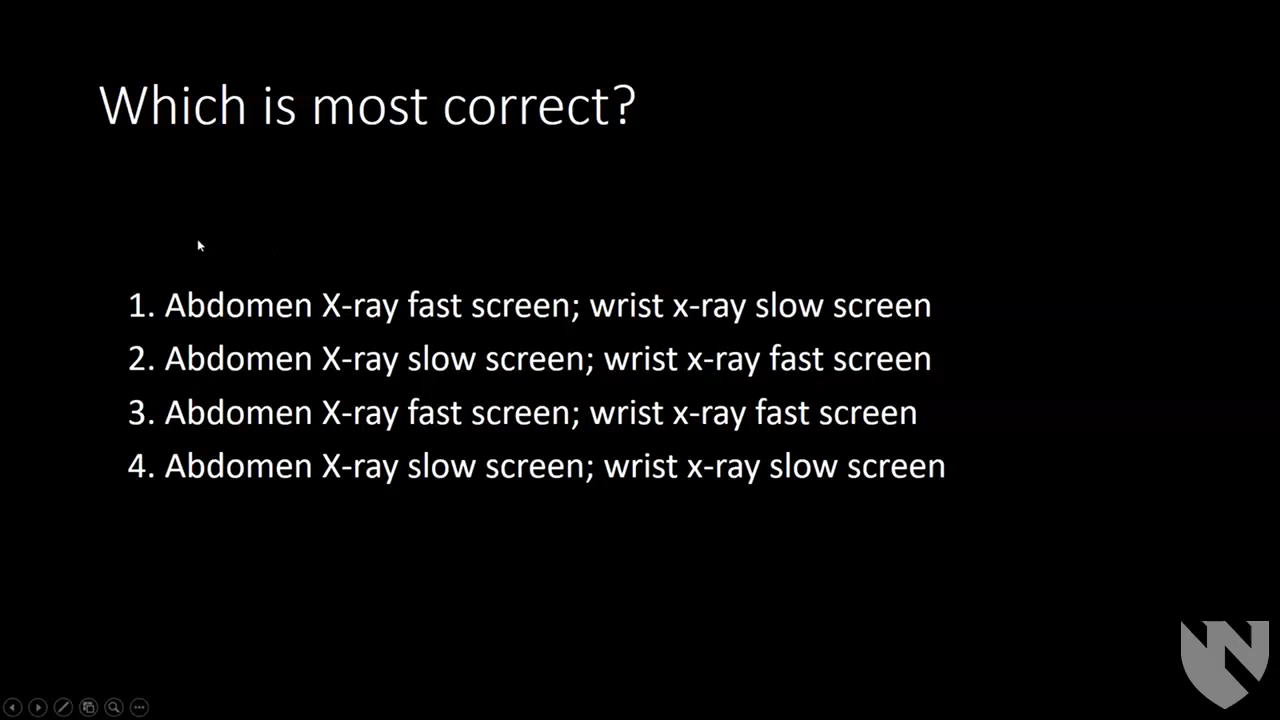 Which is most correct?
1. Abdomen X-ray fast screen; wrist x-ray slow screen
2. Abdomen X-ray slow screen; wrist x-ray fast screen
3. Abdomen X-ray fast screen; wrist x-ray fast screen
4. Abdomen X-ray slow screen; wrist x-ray slow screen